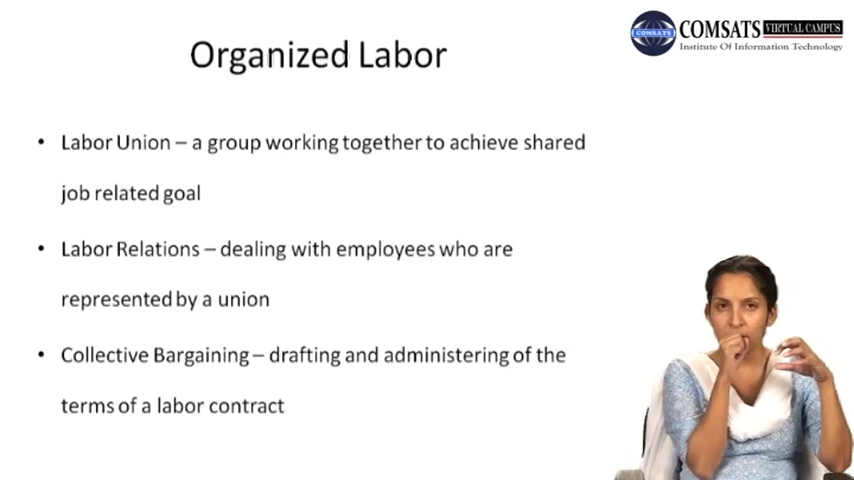 Organized Labor
COMSATS VIRTUAL CAMPUS
COMSATS
Institute Of Information Technology
• Labor Union – a group working together to achieve shared
job related goal
• Labor Relations – dealing with employees who are
represented by a union
• Collective Bargaining – drafting and administering of the
terms of a labor contract